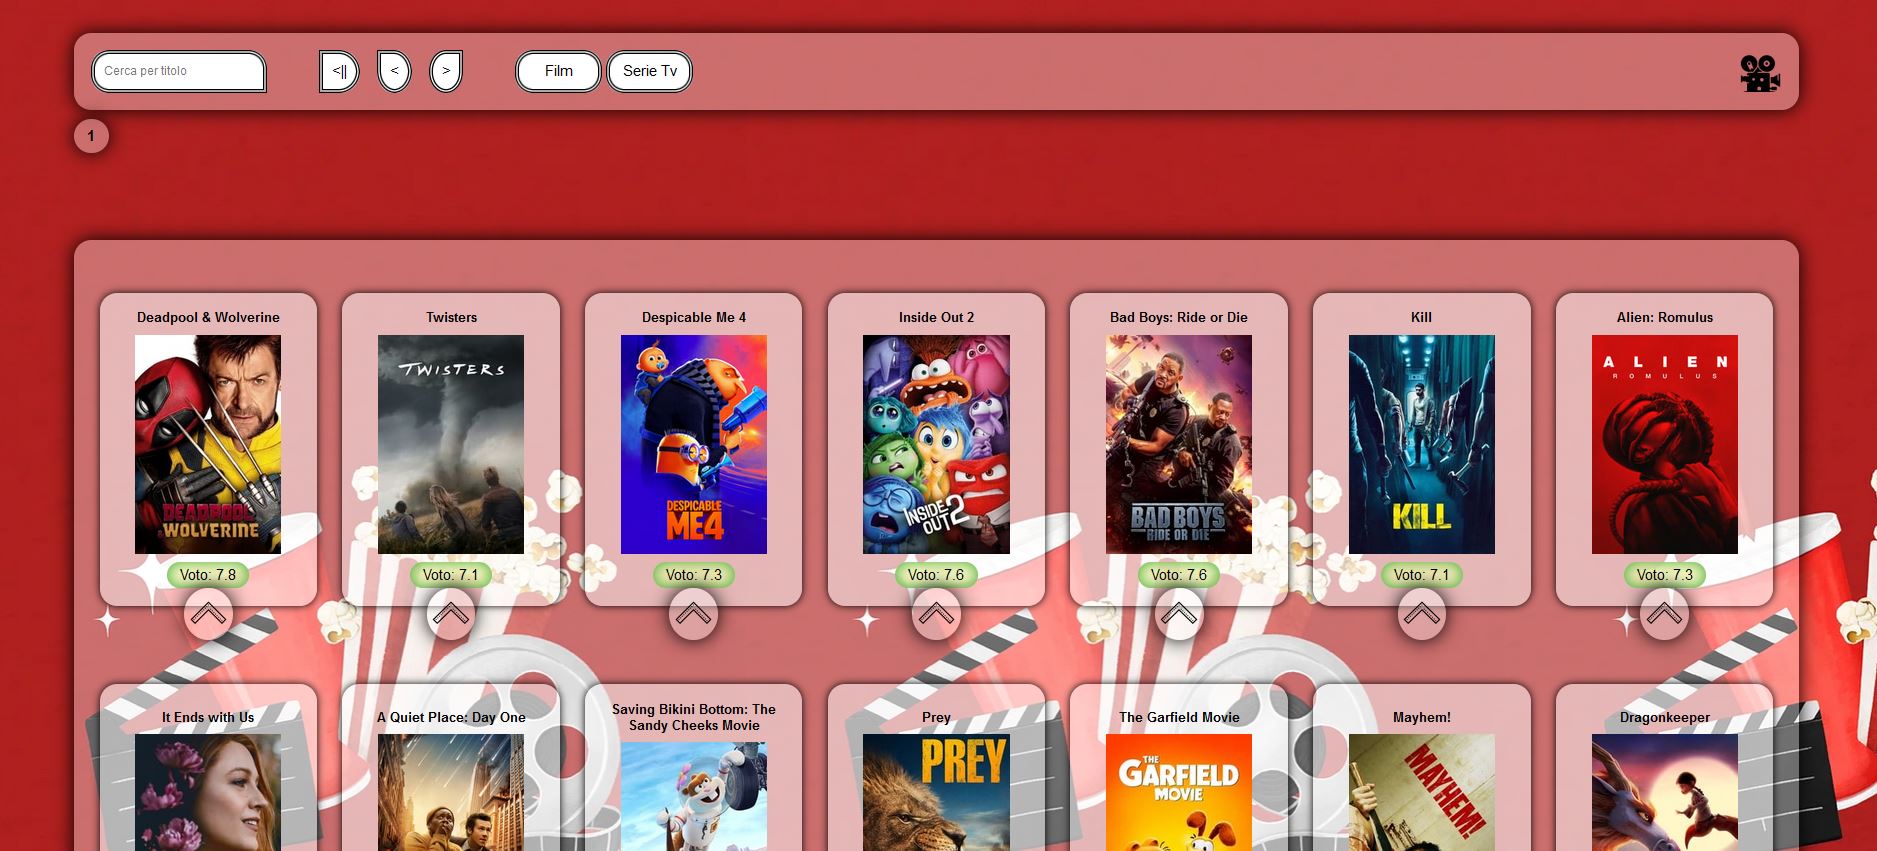 Cerca per titolo
<||
<
>
Film
Serie Tv
1
Deadpool & Wolverine
Twisters
Despicable Me 4
Inside Out 2
Bad Boys: Ride or Die
Kill
Alien: Romulus
DEADPOOL
WOLVERINE
TWISTERS
DESPICABLE
ME4
INSIDE
OUT2
BAD BOYS
RIDE OR DIE
KILL
ALIEN
ROMULUS
Voto: 7.8
Voto: 7.1
Voto: 7.3
Voto: 7.6
Voto: 7.6
Voto: 7.1
Voto: 7.3
It Ends with Us
A Quiet Place: Day One
Saving Bikini Bottom: The
Sandy Cheeks Movie
Prey
The Garfield Movie
Mayhem!
Dragonkeeper
PREY
THE
GARFIELD
MOVIE
MAYHEM!